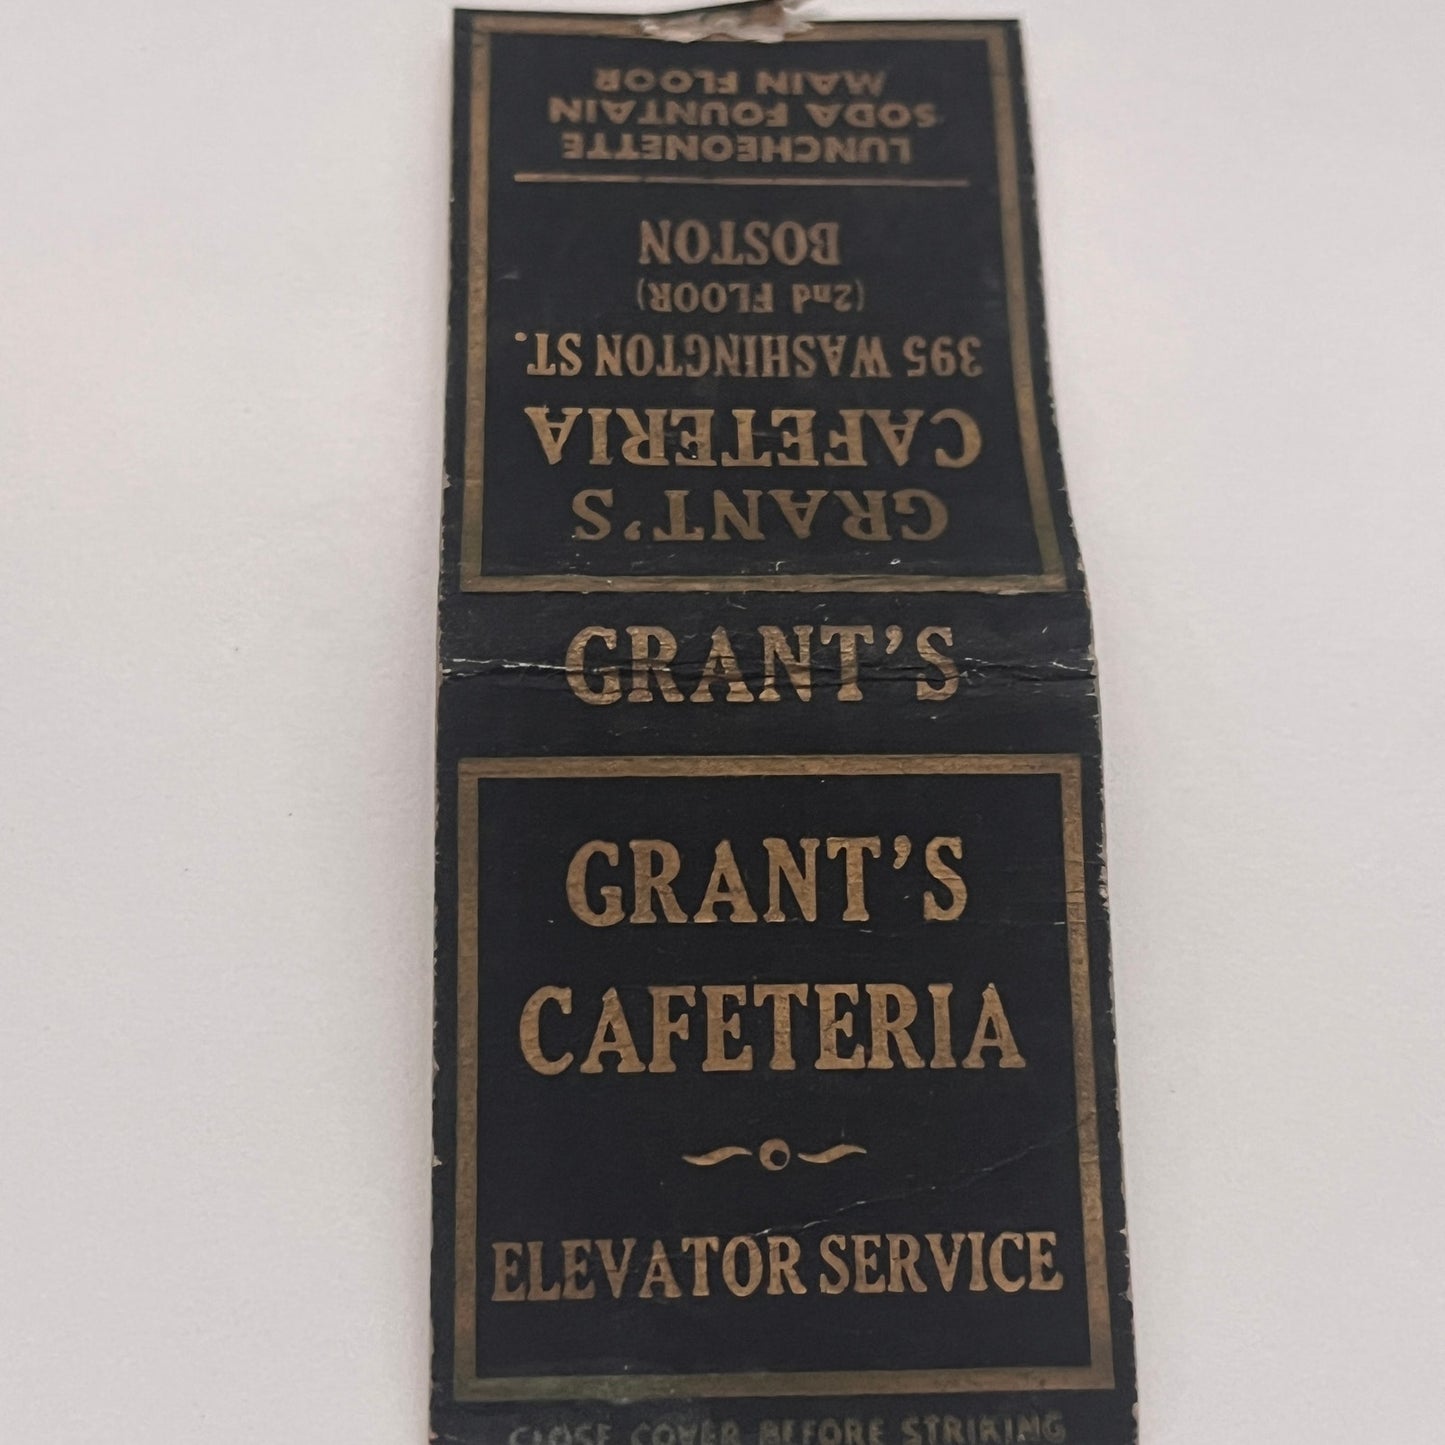 GRANT'S
CAFETERIA
395 WASHINGTON ST.
(2nd FLOOR)
BOSTON
LUNCHEONETTE
SODA FOUNTAIN
MAIN FLOOR
GRANT'S
GRANT'S
CAFETERIA
ELEVATOR SERVICE
CLOSE COVER BEFORE STRIKING